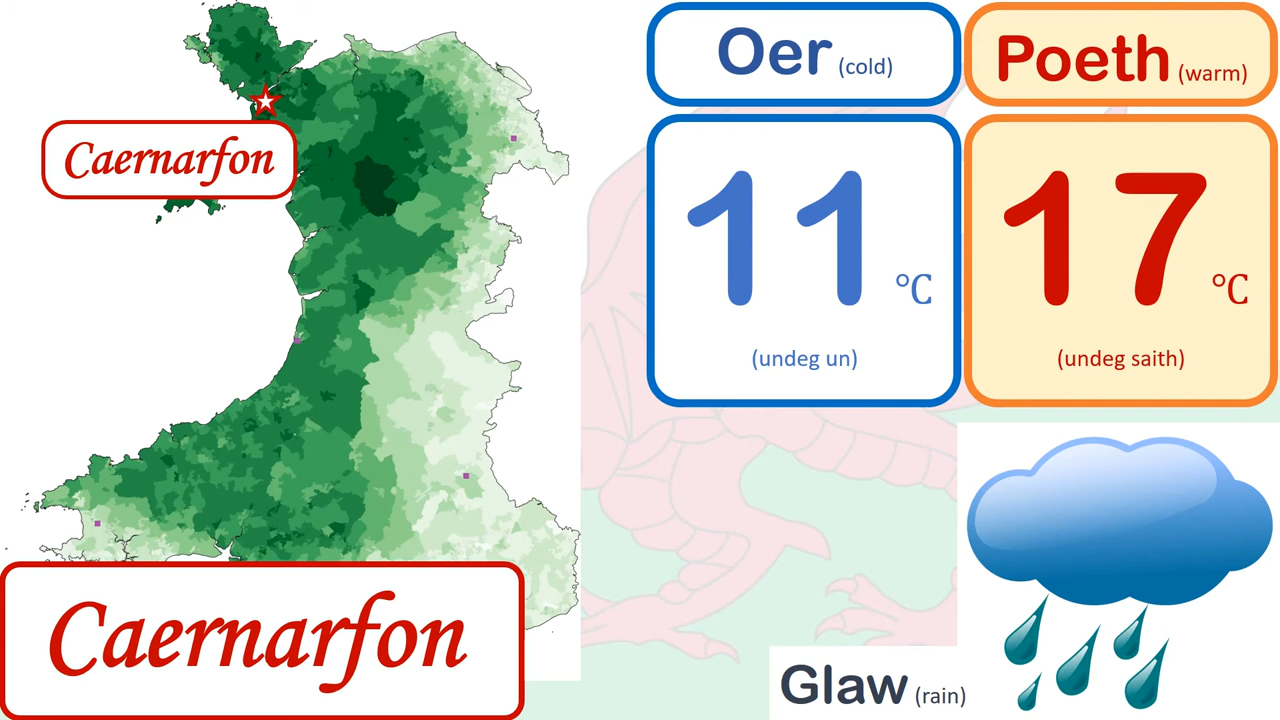 Caernarfon
Caernarfon
Oer (cold)
Poeth (warm)
11 °C
(undeg un)
17 °C
(undeg saith)
Glaw (rain)